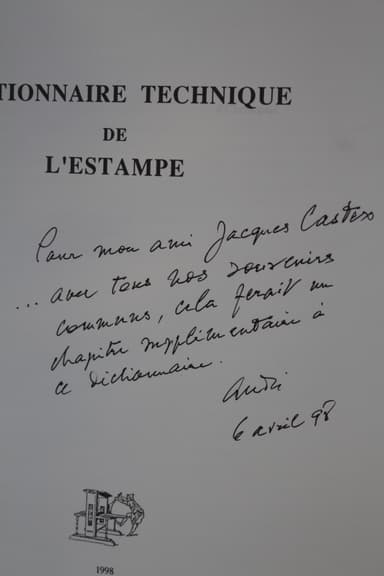 TIONNAIRE TECHNIQUE
DE
L'ESTAMPE
Pour mon ami Jacques Castex
... avec tous nos souvenirs
communs, cela ferait un
chapitre supplémentaire à
ce dictionnaire.
André
6 avril 98
1998